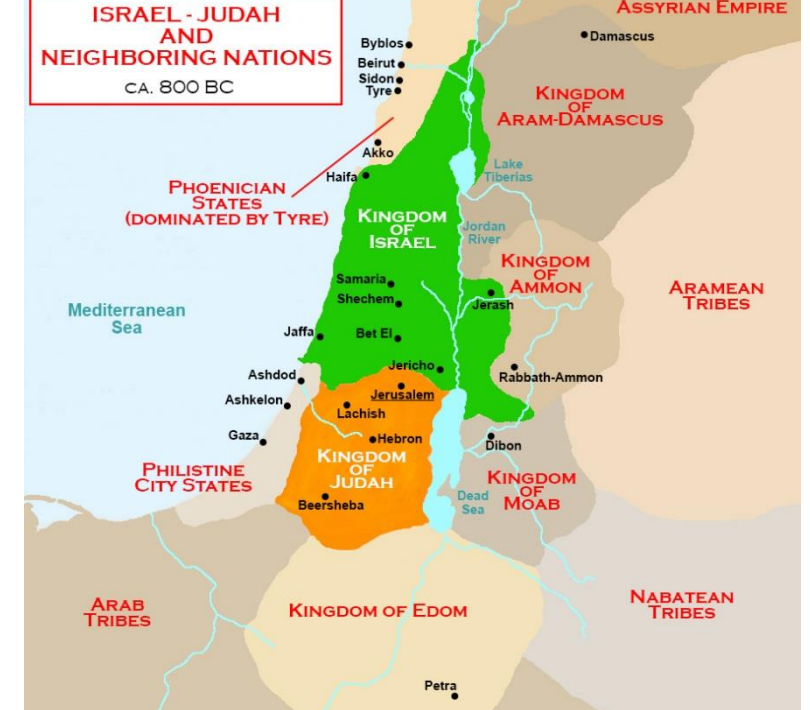 ISRAEL - JUDAH
AND
NEIGHBORING NATIONS
CA. 800 BC
ASSYRIAN EMPIRE
Byblos
Damascus
Beirut
Sidon
Tyre
KINGDOM
OF
ARAM-DAMASCUS
Akko
Haifa
Lake
Tiberias
PHOENICIAN
STATES
(DOMINATED BY TYRE)
KINGDOM
OF
ISRAEL
Jordan
River
KINGDOM
OF
AMMON
ARAMEAN
TRIBES
Samaria
Shechem
Jerash
Mediterranean
Sea
Jaffa
Bet El
Jericho
Rabbath-Ammon
Ashdod
Jerusalem
Ashkelon
Lachish
Gaza
Hebron
Dibon
KINGDOM
OF
JUDAH
PHILISTINE
CITY STATES
KINGDOM
OF
MOAB
Dead
Sea
Beersheba
ARAB
TRIBES
KINGDOM OF EDOM
NABATEAN
TRIBES
Petra